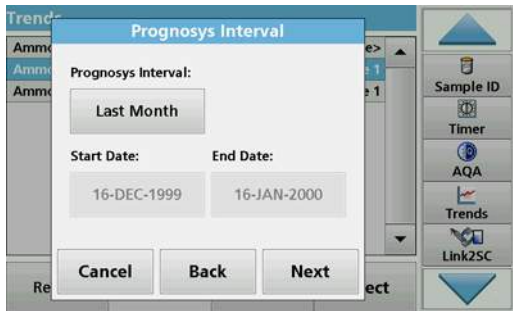 Trends
Prognosys Interval
Prognosys Interval:
Last Month
Start Date:
End Date:
16-DEC-1999
16-JAN-2000
Cancel
Back
Next
Sample ID
Timer
AQA
Trends
Link2SC